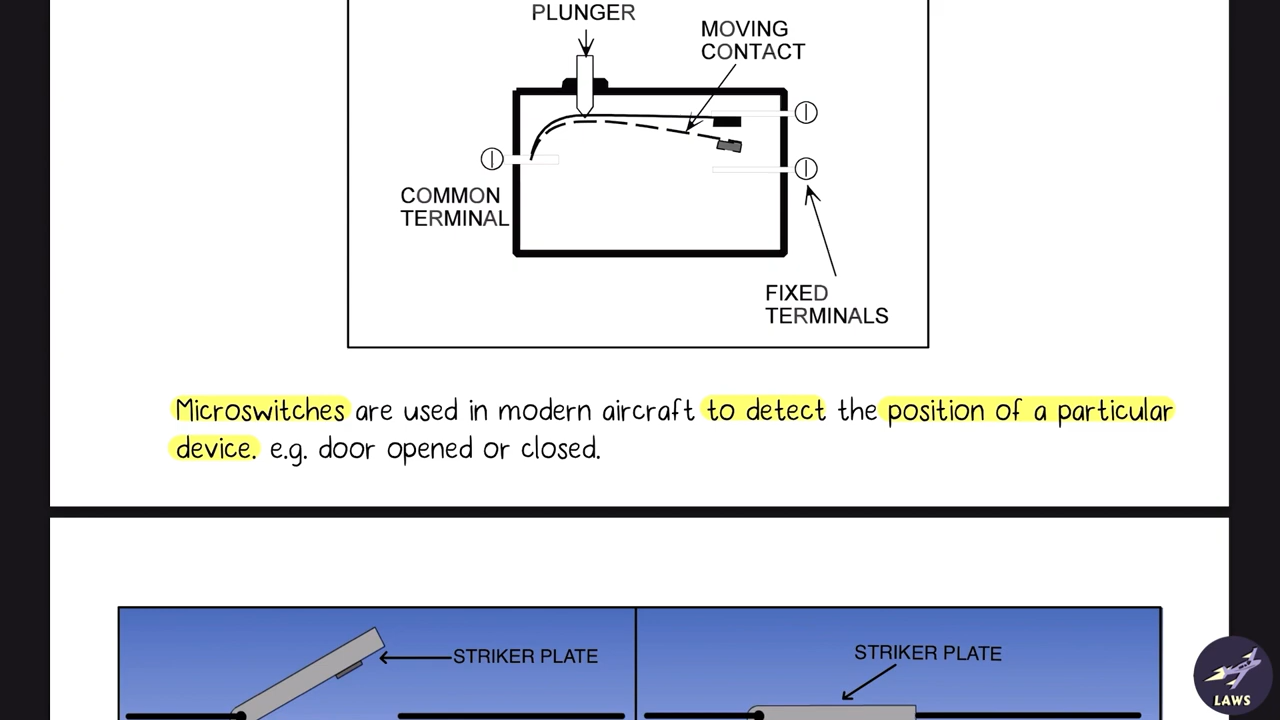 PLUNGER
MOVING
CONTACT
COMMON
TERMINAL
FIXED
TERMINALS
Microswitches are used in modern aircraft to detect the position of a particular
device. e.g. door opened or closed.
STRIKER PLATE
STRIKER PLATE
LAWS